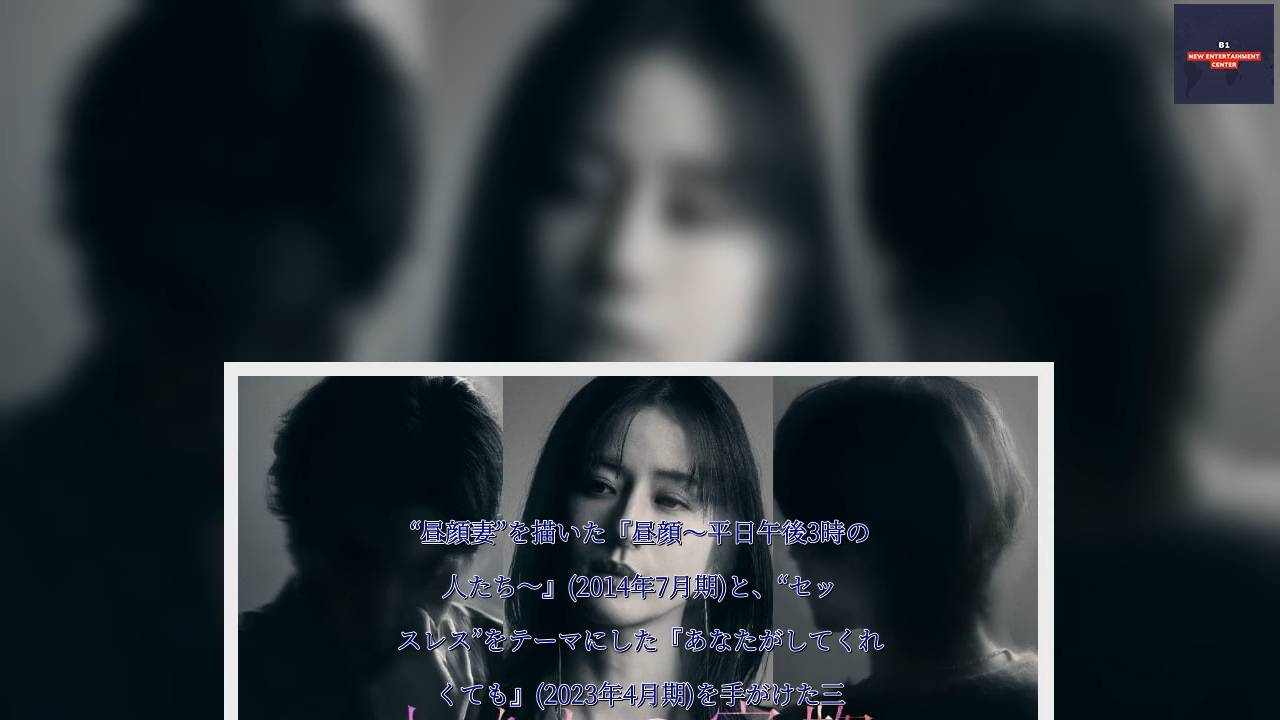 B1
NEW ENTERTAINMENT
CENTER
“昼顔妻”を描いた『昼顔〜平日午後3時の
人たち〜』(2014年7月期)と、“セッ
スレス”をテーマにした『あなたがしてくれ
くても』(2023年4月期)を手がけた三